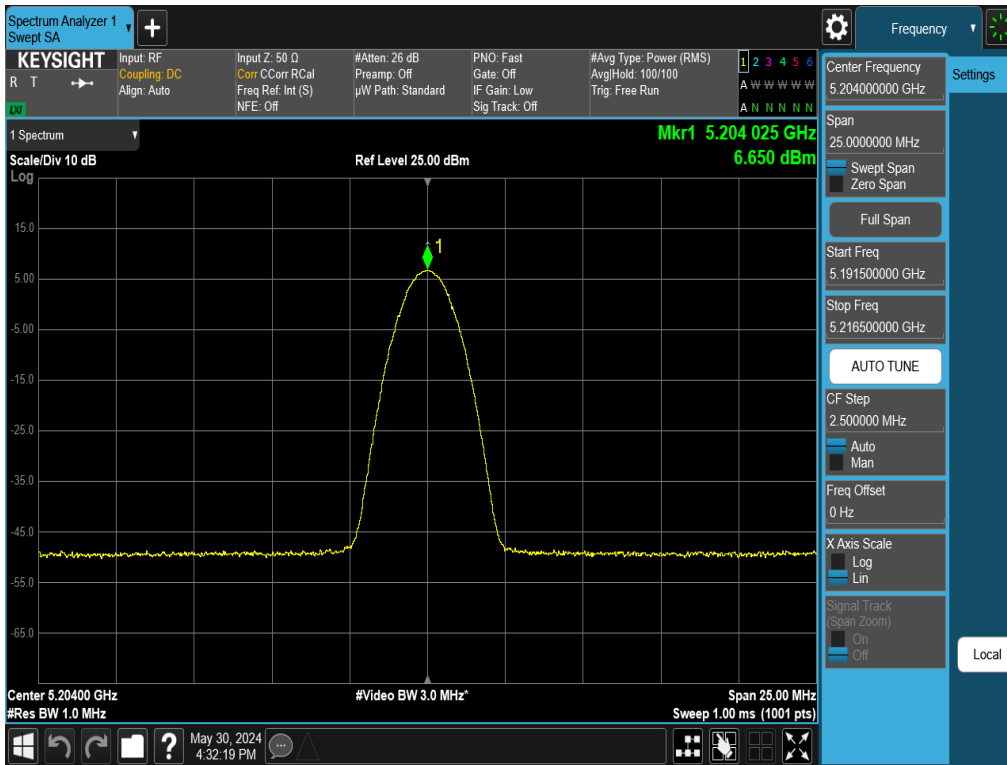 Spectrum Analyzer 1
Swept SA
Frequency
KEYSIGHT
R T
LXI
Input: RF
Coupling: DC
Align: Auto
Input Z: 50 Ω
Corr CCorr RCal
Freq Ref: Int (S)
NFE: Off
#Atten: 26 dB
Preamp: Off
µW Path: Standard
PNO: Fast
Gate: Off
IF Gain: Low
Sig Track: Off
#Avg Type: Power (RMS)
Avg|Hold: 100/100
Trig: Free Run
1 2 3 4 5 6
A W W W W W
A N N N N N
1 Spectrum
Scale/Div 10 dB
Log
Ref Level 25.00 dBm
Mkr1 5.204 025 GHz
6.650 dBm
1
15.0
5.00
-5.00
-15.0
-25.0
-35.0
-45.0
-55.0
-65.0
Center 5.20400 GHz
#Res BW 1.0 MHz
#Video BW 3.0 MHz*
Span 25.00 MHz
Sweep 1.00 ms (1001 pts)
Center Frequency
5.204000000 GHz
Span
25.0000000 MHz
Swept Span
Zero Span
Full Span
Start Freq
5.191500000 GHz
Stop Freq
5.216500000 GHz
AUTO TUNE
CF Step
2.500000 MHz
Auto
Man
Freq Offset
0 Hz
X Axis Scale
Log
Lin
Signal Track
(Span Zoom)
On
Off
Settings
Local
?
May 30, 2024
4:32:19 PM